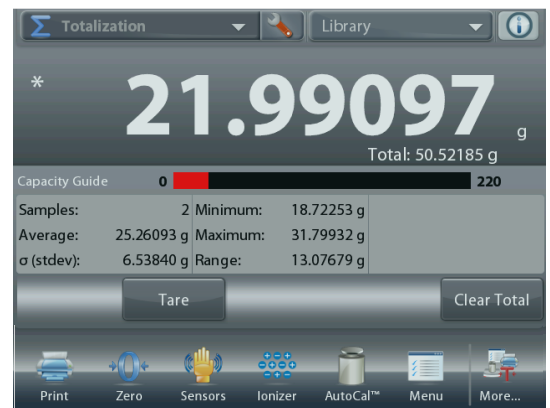 Σ Totalization Library
* 21.99097 g
Total: 50.52185 g
Capacity Guide 0 220
Samples: 2 Minimum: 18.72253 g
Average: 25.26093 g Maximum: 31.79932 g
σ (stdev): 6.53840 g Range: 13.07679 g
Tare Clear Total
Print Zero Sensors Ionizer AutoCal™ Menu More...